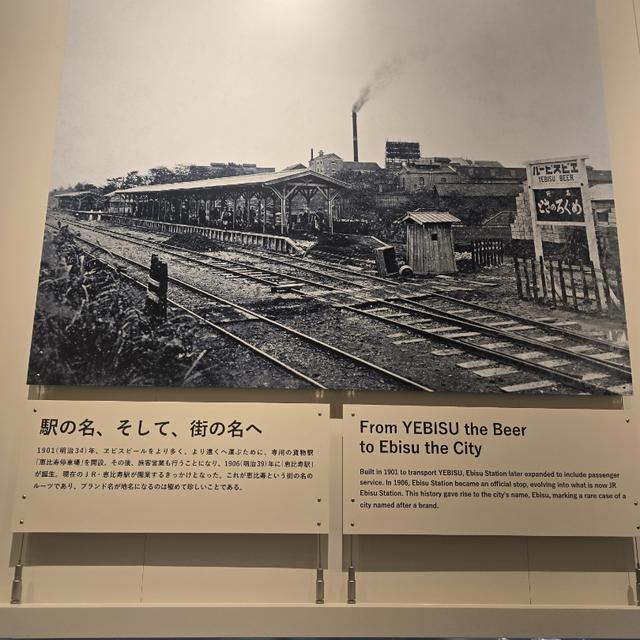 ルービスビエ
YEBISU BEER
どきのろくめ
駅の名、そして、街の名へ
1901(明治34)年、ヱビスビールをより多く、より遠くへ運ぶために、専用の貨物駅
「恵比寿停車場」を開設。その後、旅客営業も行うことになり、1906(明治39)年に「恵比寿駅」
が誕生。現在のJR・恵比寿駅が開業するきっかけとなった。これが恵比寿という街の名の
ルーツであり、ブランド名が地名になるのは極めて珍しいことである。
From YEBISU the Beer
to Ebisu the City
Built in 1901 to transport YEBISU, Ebisu Station later expanded to include passenger
service. In 1906, Ebisu Station became an official stop, evolving into what is now JR
Ebisu Station. This history gave rise to the city's name, Ebisu, marking a rare case of a
city named after a brand.